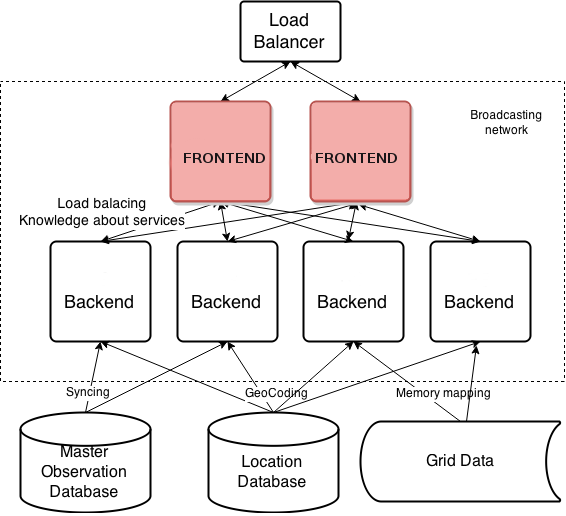 Load
Balancer
Broadcasting
network
FRONTEND
FRONTEND
Load balacing
Knowledge about services
Backend
Backend
Backend
Backend
Syncing
GeoCoding
Memory mapping
Master
Observation
Database
Location
Database
Grid Data